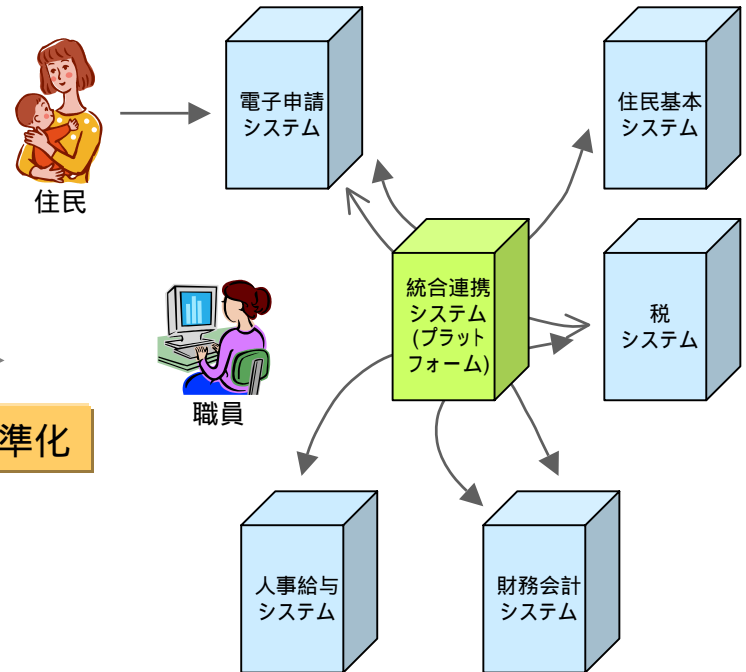 電子申請
システム
住民基本
システム
住民
統合連携
システム
(プラット
フォーム)
税
システム
職員
準化
人事給与
システム
財務会計
システム